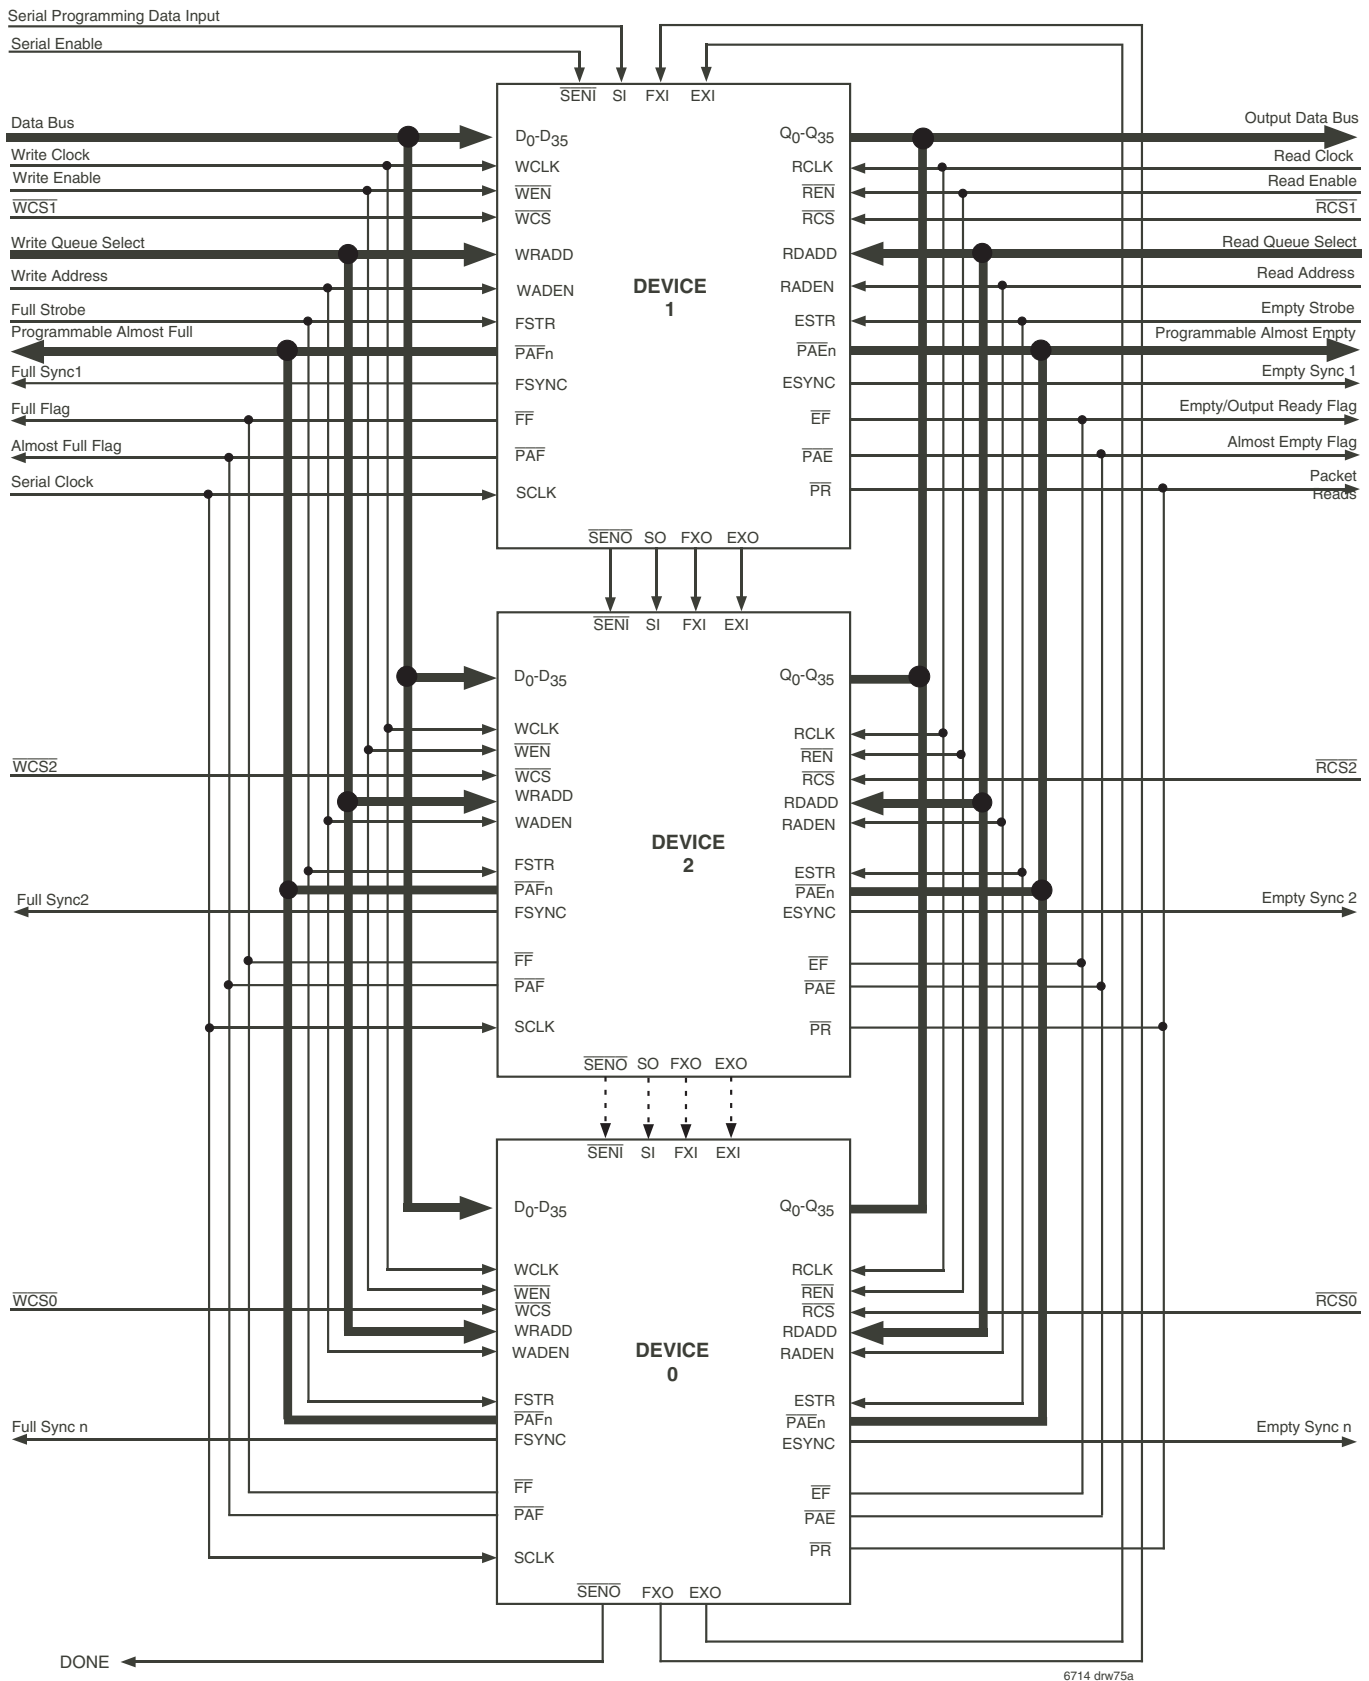 Serial Programming Data Input
Serial Enable
SENI SI FXI EXI
Data Bus D0-D35 Q0-Q35 Output Data Bus
Write Clock WCLK RCLK Read Clock
Write Enable WEN REN Read Enable
WCS1 WCS RCS RCS1
Write Queue Select WRADD RDADD Read Queue Select
Write Address WADEN RADEN Read Address
DEVICE
1
Full Strobe FSTR ESTR Empty Strobe
Programmable Almost Full PAFn PAEn Programmable Almost Empty
Full Sync1 FSYNC ESYNC Empty Sync 1
Full Flag FF EF Empty/Output Ready Flag
Almost Full Flag PAF PAE Almost Empty Flag
Serial Clock SCLK PR Packet
Reads
SENO SO FXO EXO
SENI SI FXI EXI
D0-D35 Q0-Q35
WCLK RCLK
WEN REN
WCS2 WCS RCS RCS2
WRADD RDADD
WADEN RADEN
DEVICE
2
FSTR ESTR
PAFn PAEn
Full Sync2 FSYNC ESYNC Empty Sync 2
FF EF
PAF PAE
SCLK PR
SENO SO FXO EXO
SENI SI FXI EXI
D0-D35 Q0-Q35
WCLK RCLK
WEN REN
WCS0 WCS RCS RCS0
WRADD RDADD
WADEN RADEN
DEVICE
0
FSTR ESTR
PAFn PAEn
Full Sync n FSYNC ESYNC Empty Sync n
FF EF
PAF PAE
SCLK PR
SENO FXO EXO
DONE
6714 drw75a